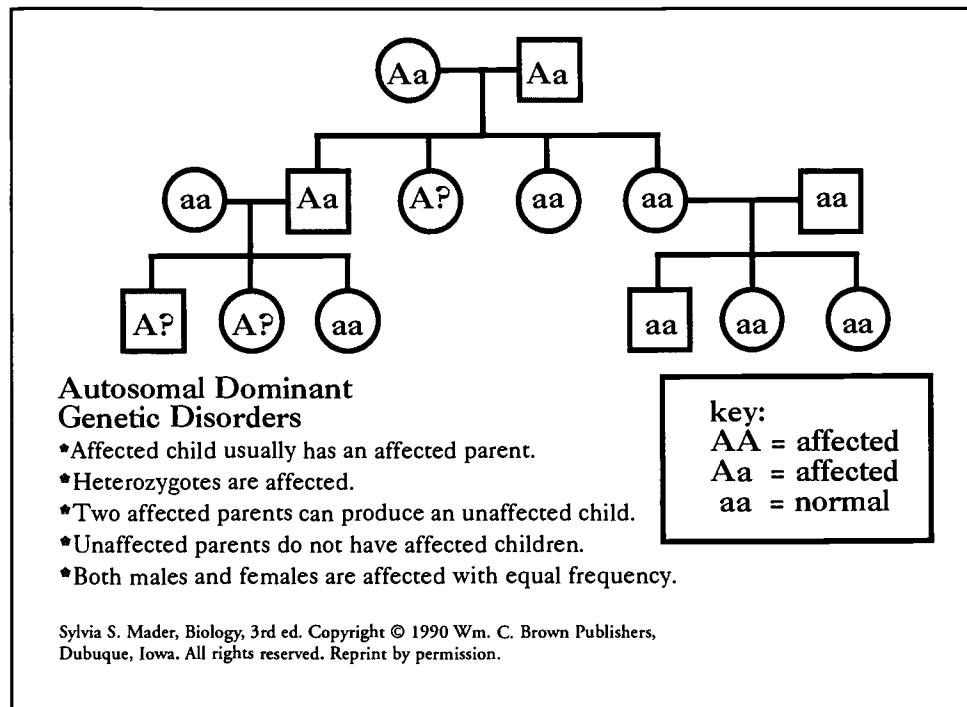 Aa Aa
aa Aa A? aa aa aa
A? A? aa aa aa aa
Autosomal Dominant
Genetic Disorders
*Affected child usually has an affected parent.
*Heterozygotes are affected.
*Two affected parents can produce an unaffected child.
*Unaffected parents do not have affected children.
*Both males and females are affected with equal frequency.
key:
AA = affected
Aa = affected
aa = normal
Sylvia S. Mader, Biology, 3rd ed. Copyright © 1990 Wm. C. Brown Publishers,
Dubuque, Iowa. All rights reserved. Reprint by permission.